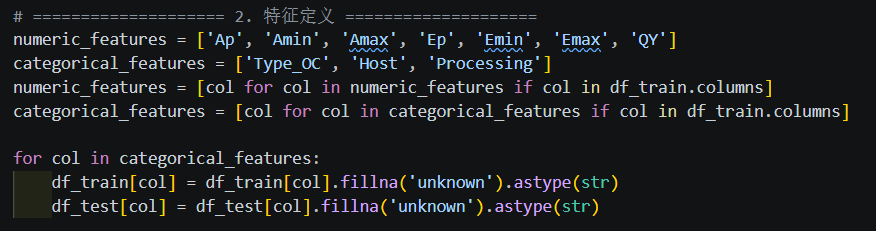 # ==================== 2. 特征定义 ====================
numeric_features = ['Ap', 'Amin', 'Amax', 'Ep', 'Emin', 'Emax', 'QY']
categorical_features = ['Type_OC', 'Host', 'Processing']
numeric_features = [col for col in numeric_features if col in df_train.columns]
categorical_features = [col for col in categorical_features if col in df_train.columns]
for col in categorical_features:
    df_train[col] = df_train[col].fillna('unknown').astype(str)
    df_test[col] = df_test[col].fillna('unknown').astype(str)